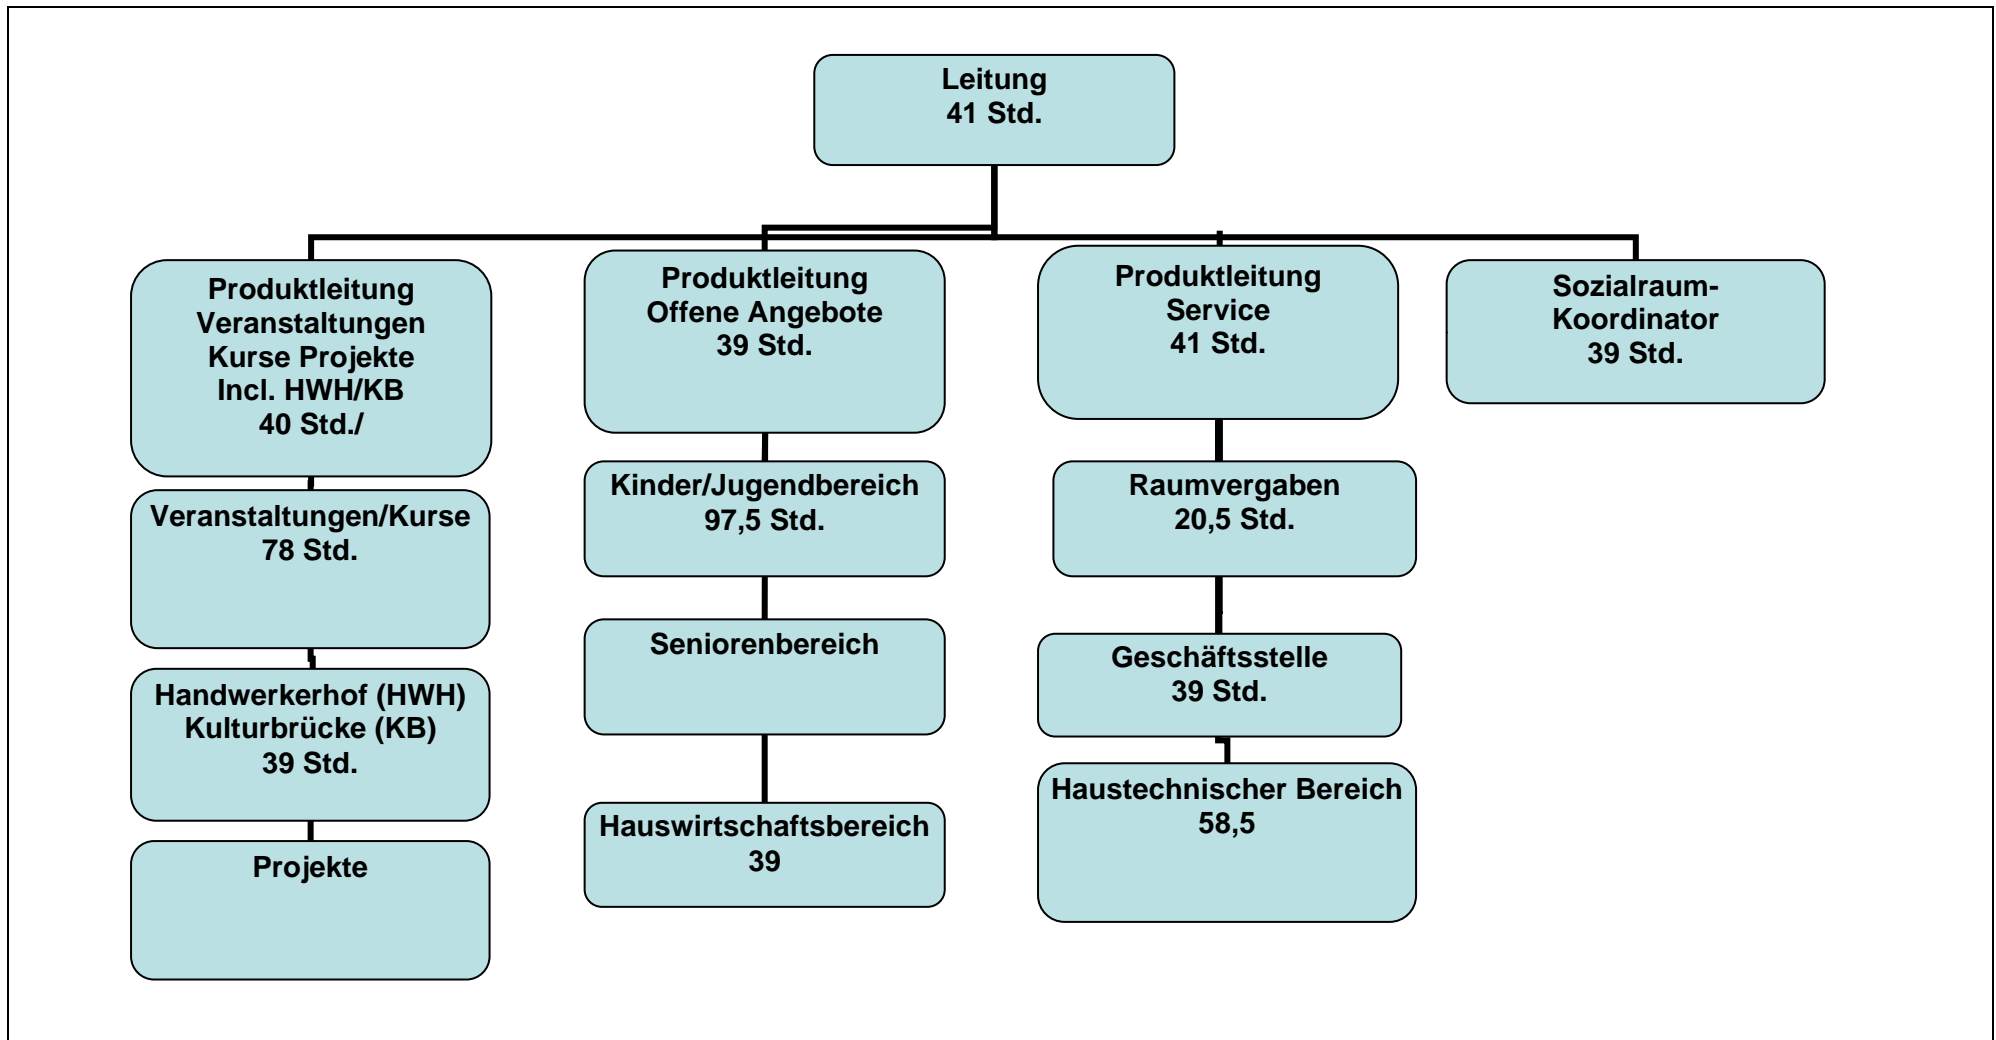 Leitung
41 Std.
Produktleitung
Veranstaltungen
Kurse Projekte
Incl. HWH/KB
40 Std./
Produktleitung
Offene Angebote
39 Std.
Produktleitung
Service
41 Std.
Sozialraum-
Koordinator
39 Std.
Veranstaltungen/Kurse
78 Std.
Kinder/Jugendbereich
97,5 Std.
Raumvergaben
20,5 Std.
Handwerkerhof (HWH)
Kulturbrücke (KB)
39 Std.
Seniorenbereich
Geschäftsstelle
39 Std.
Projekte
Hauswirtschaftsbereich
39
Haustechnischer Bereich
58,5